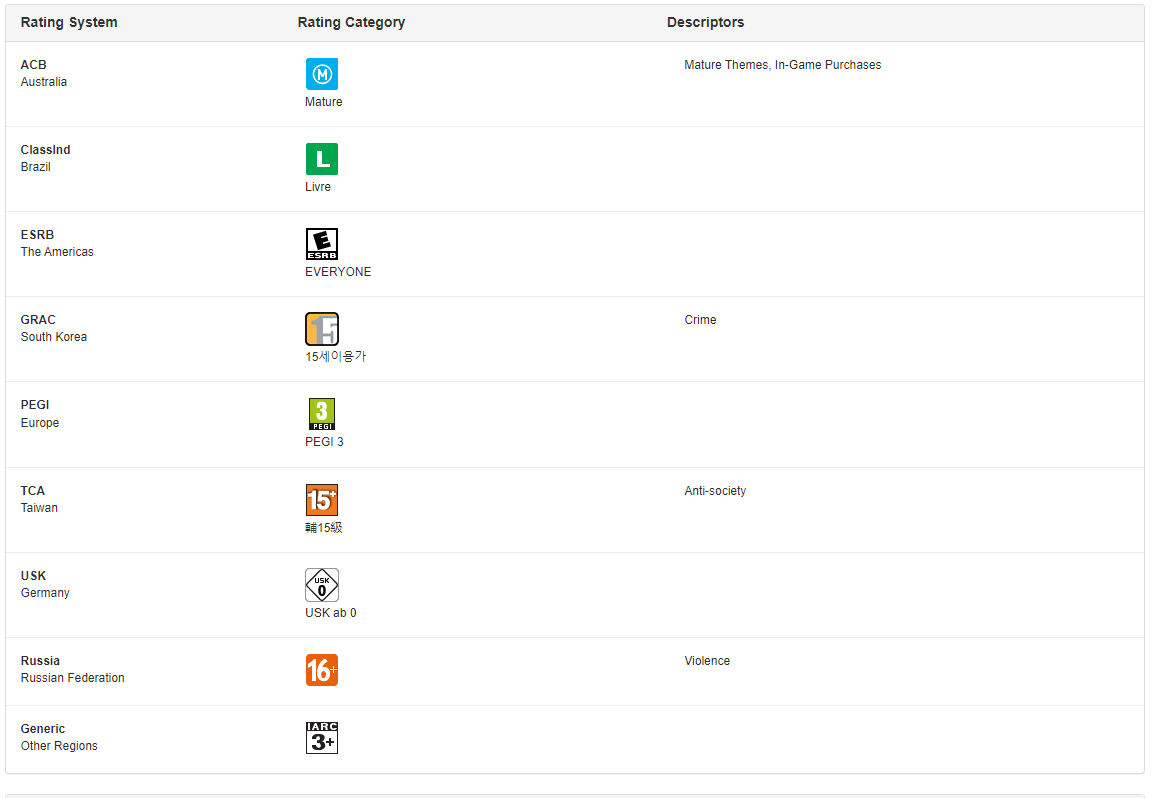 Rating System Rating Category Descriptors
ACB
Australia
M
Mature
Mature Themes, In-Game Purchases
ClassInd
Brazil
L
Livre
ESRB
The Americas
E
ESRB
EVERYONE
GRAC
South Korea
15
15세이용가
Crime
PEGI
Europe
3
PEGI
PEGI 3
TCA
Taiwan
15+
輔15級
Anti-society
USK
Germany
USK
0
USK ab 0
Russia
Russian Federation
16+
Violence
Generic
Other Regions
IARC
3+